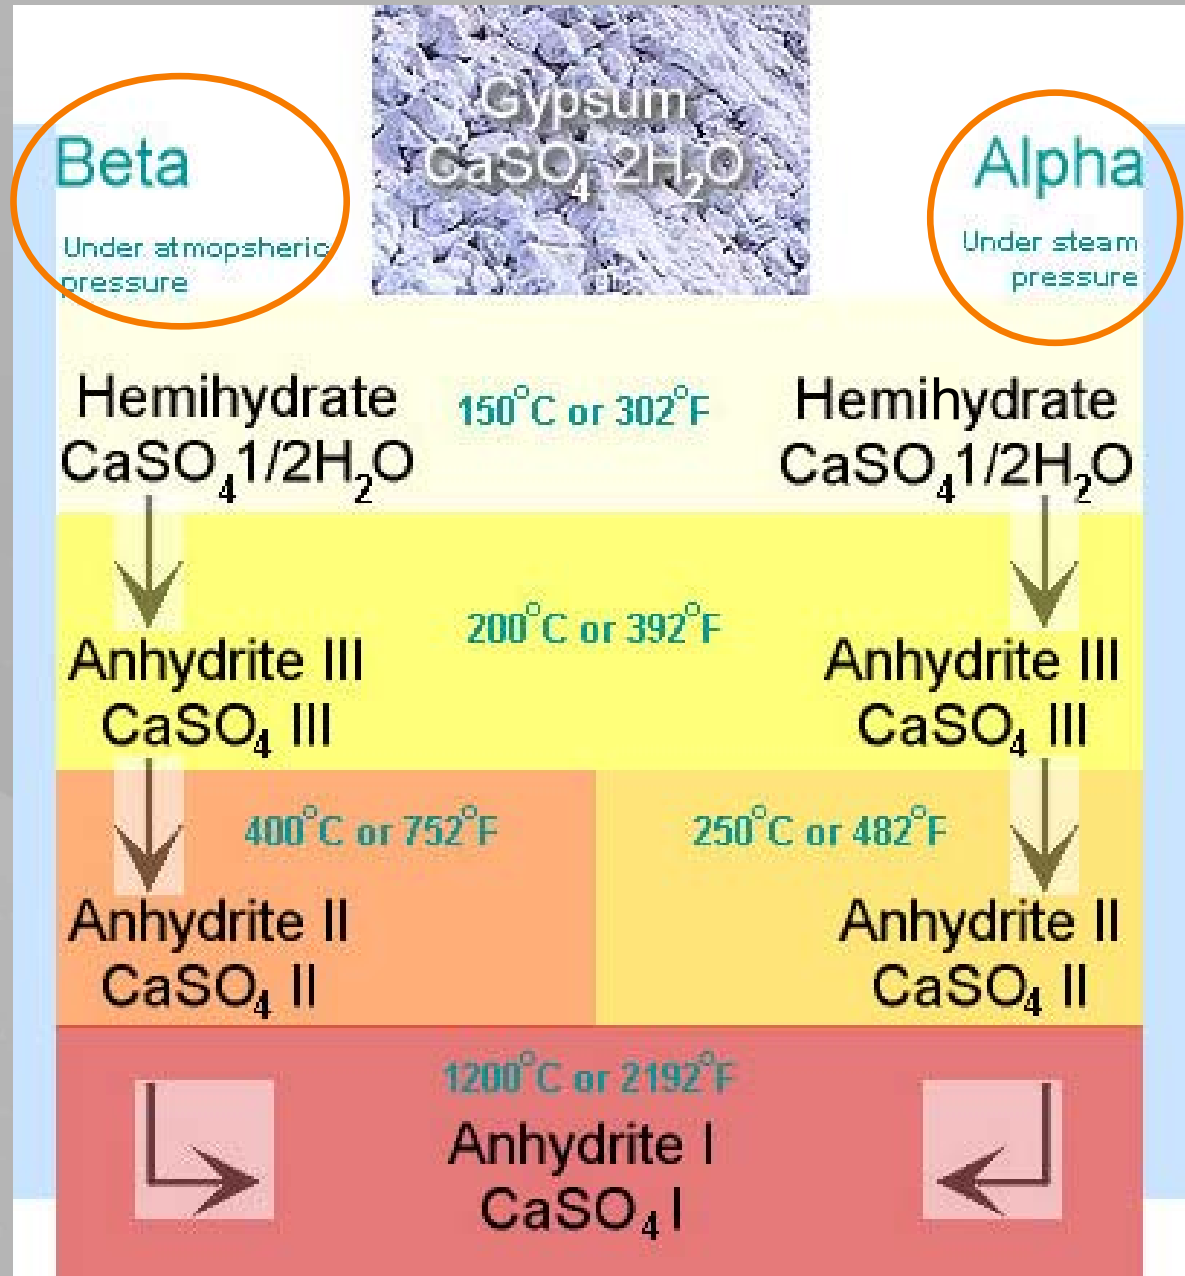 Gypsum
CaSO₄ 2H₂O
Beta
Under atmopsheric
pressure
Alpha
Under steam
pressure
Hemihydrate
CaSO₄1/2H₂O
150°C or 302°F
Hemihydrate
CaSO₄1/2H₂O
200°C or 392°F
Anhydrite III
CaSO₄ III
Anhydrite III
CaSO₄ III
400°C or 752°F
250°C or 482°F
Anhydrite II
CaSO₄ II
Anhydrite II
CaSO₄ II
1200°C or 2192°F
Anhydrite I
CaSO₄ I